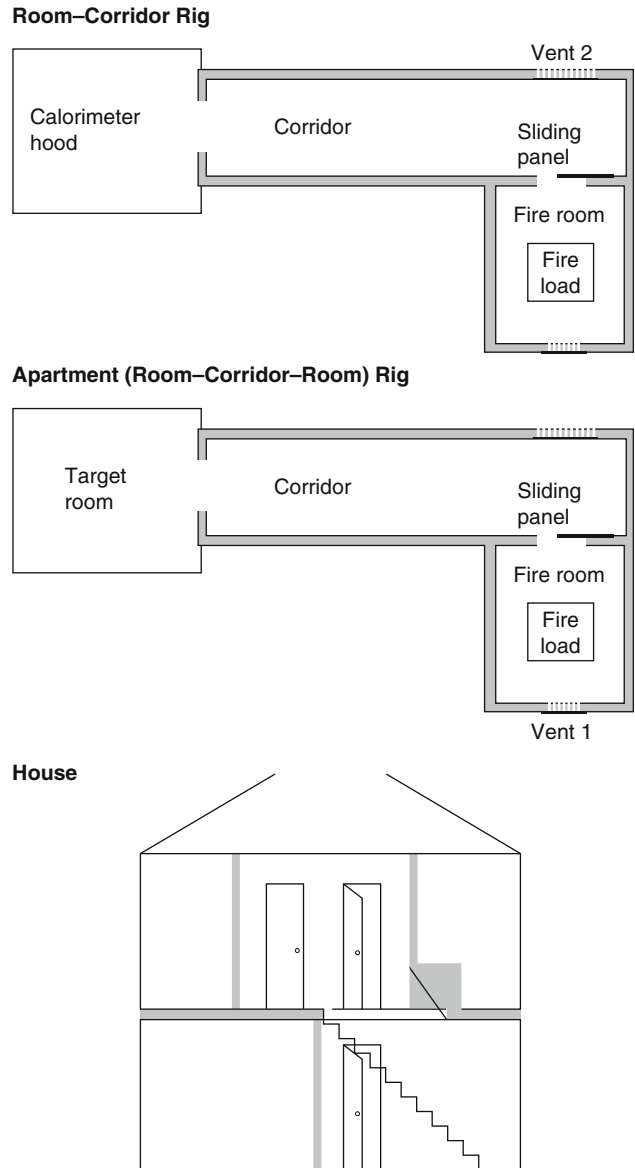 Room–Corridor Rig
Vent 2
Calorimeter
hood
Corridor
Sliding
panel
Fire room
Fire
load
Apartment (Room–Corridor–Room) Rig
Target
room
Corridor
Sliding
panel
Fire room
Fire
load
Vent 1
House